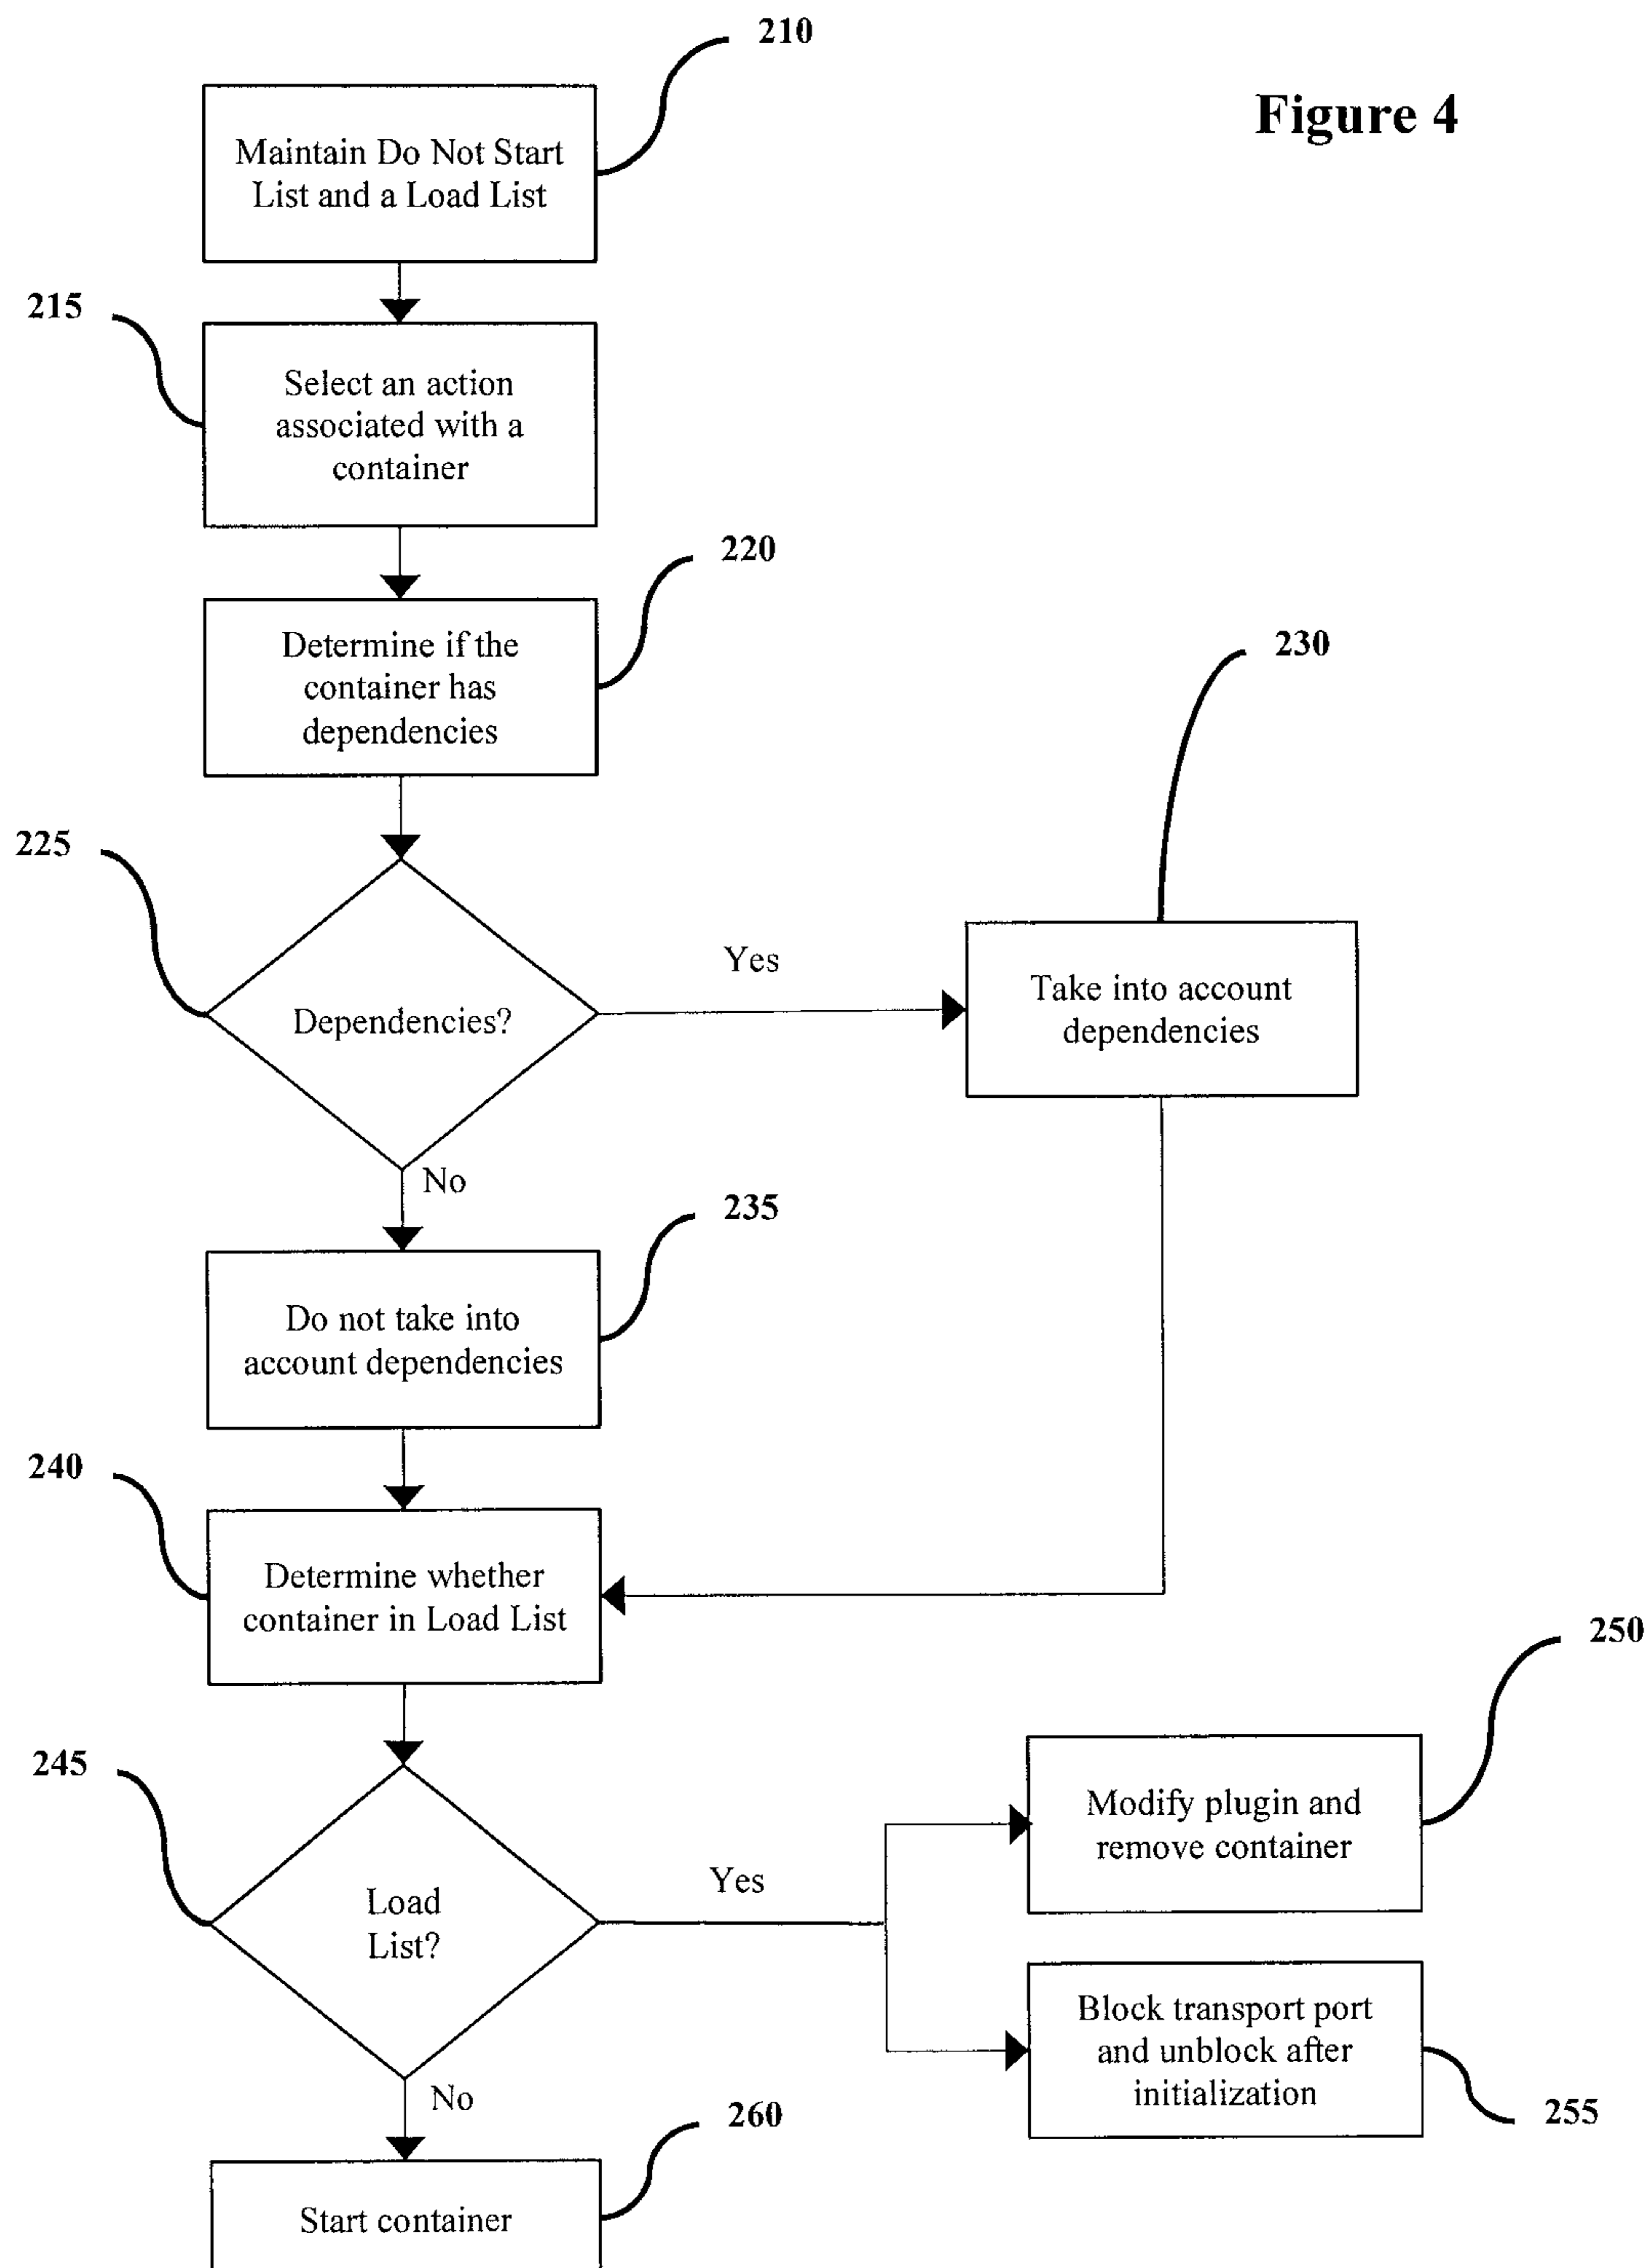 210
Figure 4
Maintain Do Not Start
List and a Load List
215
Select an action
associated with a
container
220
Determine if the
container has
dependencies
230
225
Dependencies?
Yes
Take into account
dependencies
No
235
Do not take into
account dependencies
240
Determine whether
container in Load List
250
245
Load
List?
Yes
Modify plugin and
remove container
Block transport port
and unblock after
initialization
255
No
260
Start container